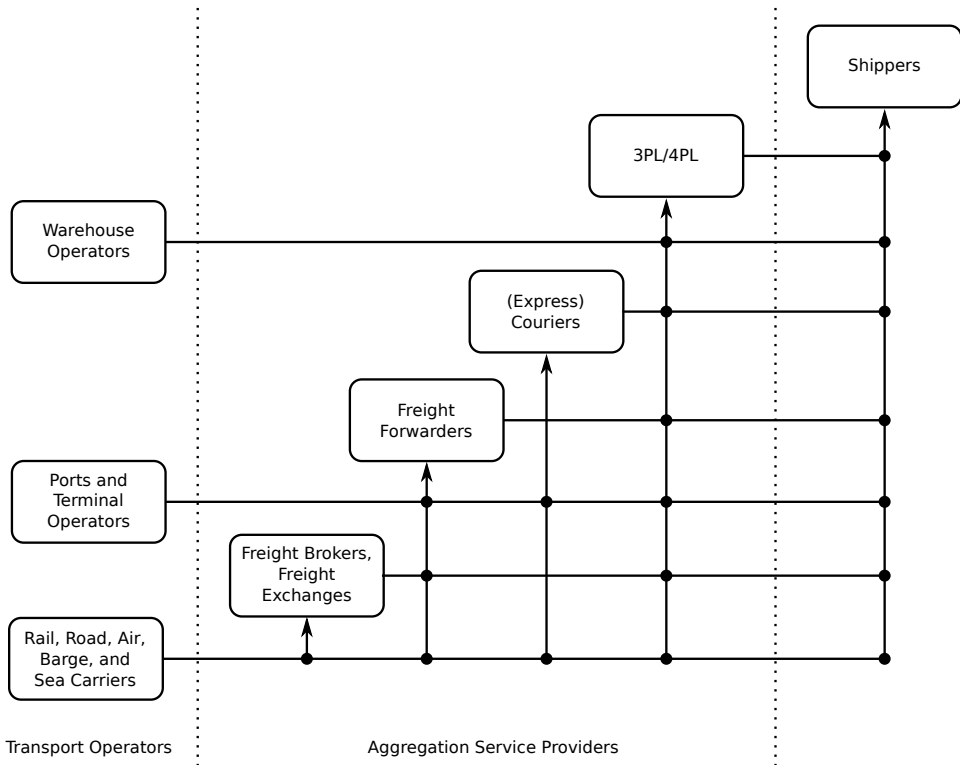 Shippers
3PL/4PL
Warehouse
Operators
(Express)
Couriers
Freight
Forwarders
Ports and
Terminal
Operators
Freight Brokers,
Freight
Exchanges
Rail, Road, Air,
Barge, and
Sea Carriers
Transport Operators
Aggregation Service Providers